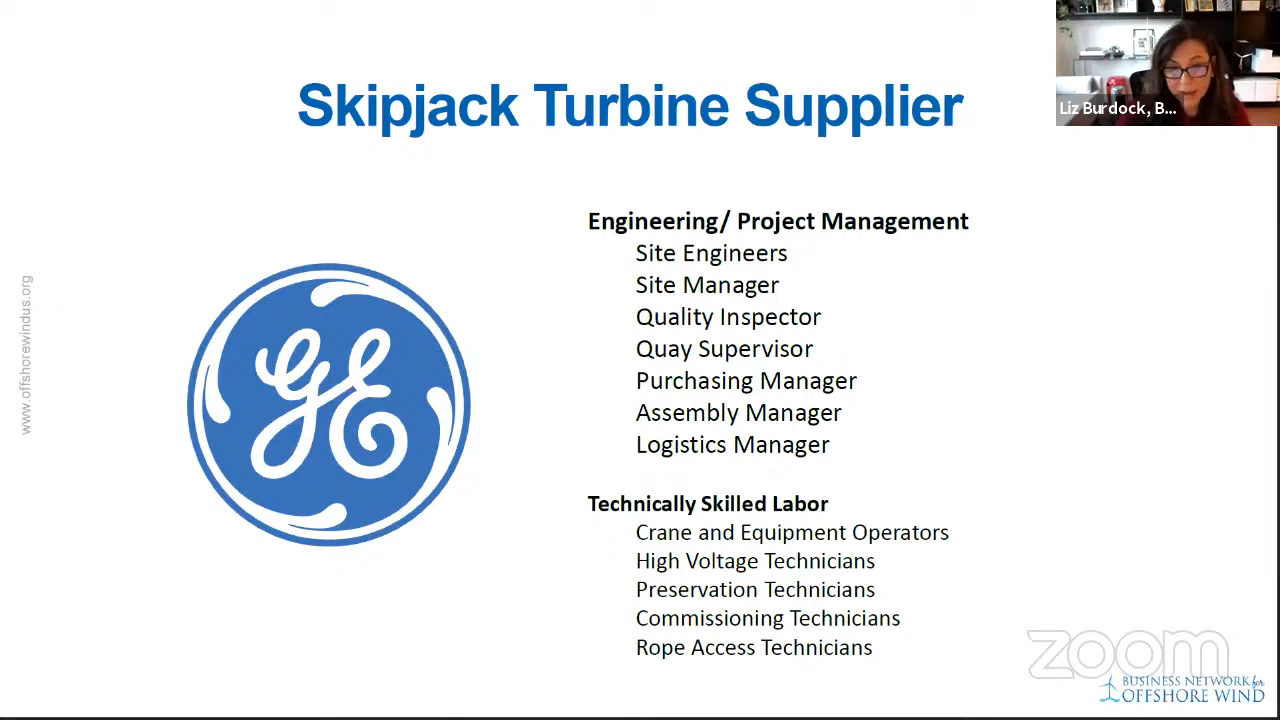 Skipjack Turbine Supplier
Liz Burdock, B...
www.offshorewindus.org
GE
Engineering/ Project Management
Site Engineers
Site Manager
Quality Inspector
Quay Supervisor
Purchasing Manager
Assembly Manager
Logistics Manager
Technically Skilled Labor
Crane and Equipment Operators
High Voltage Technicians
Preservation Technicians
Commissioning Technicians
Rope Access Technicians
zoom
BUSINESS NETWORK for
OFFSHORE WIND